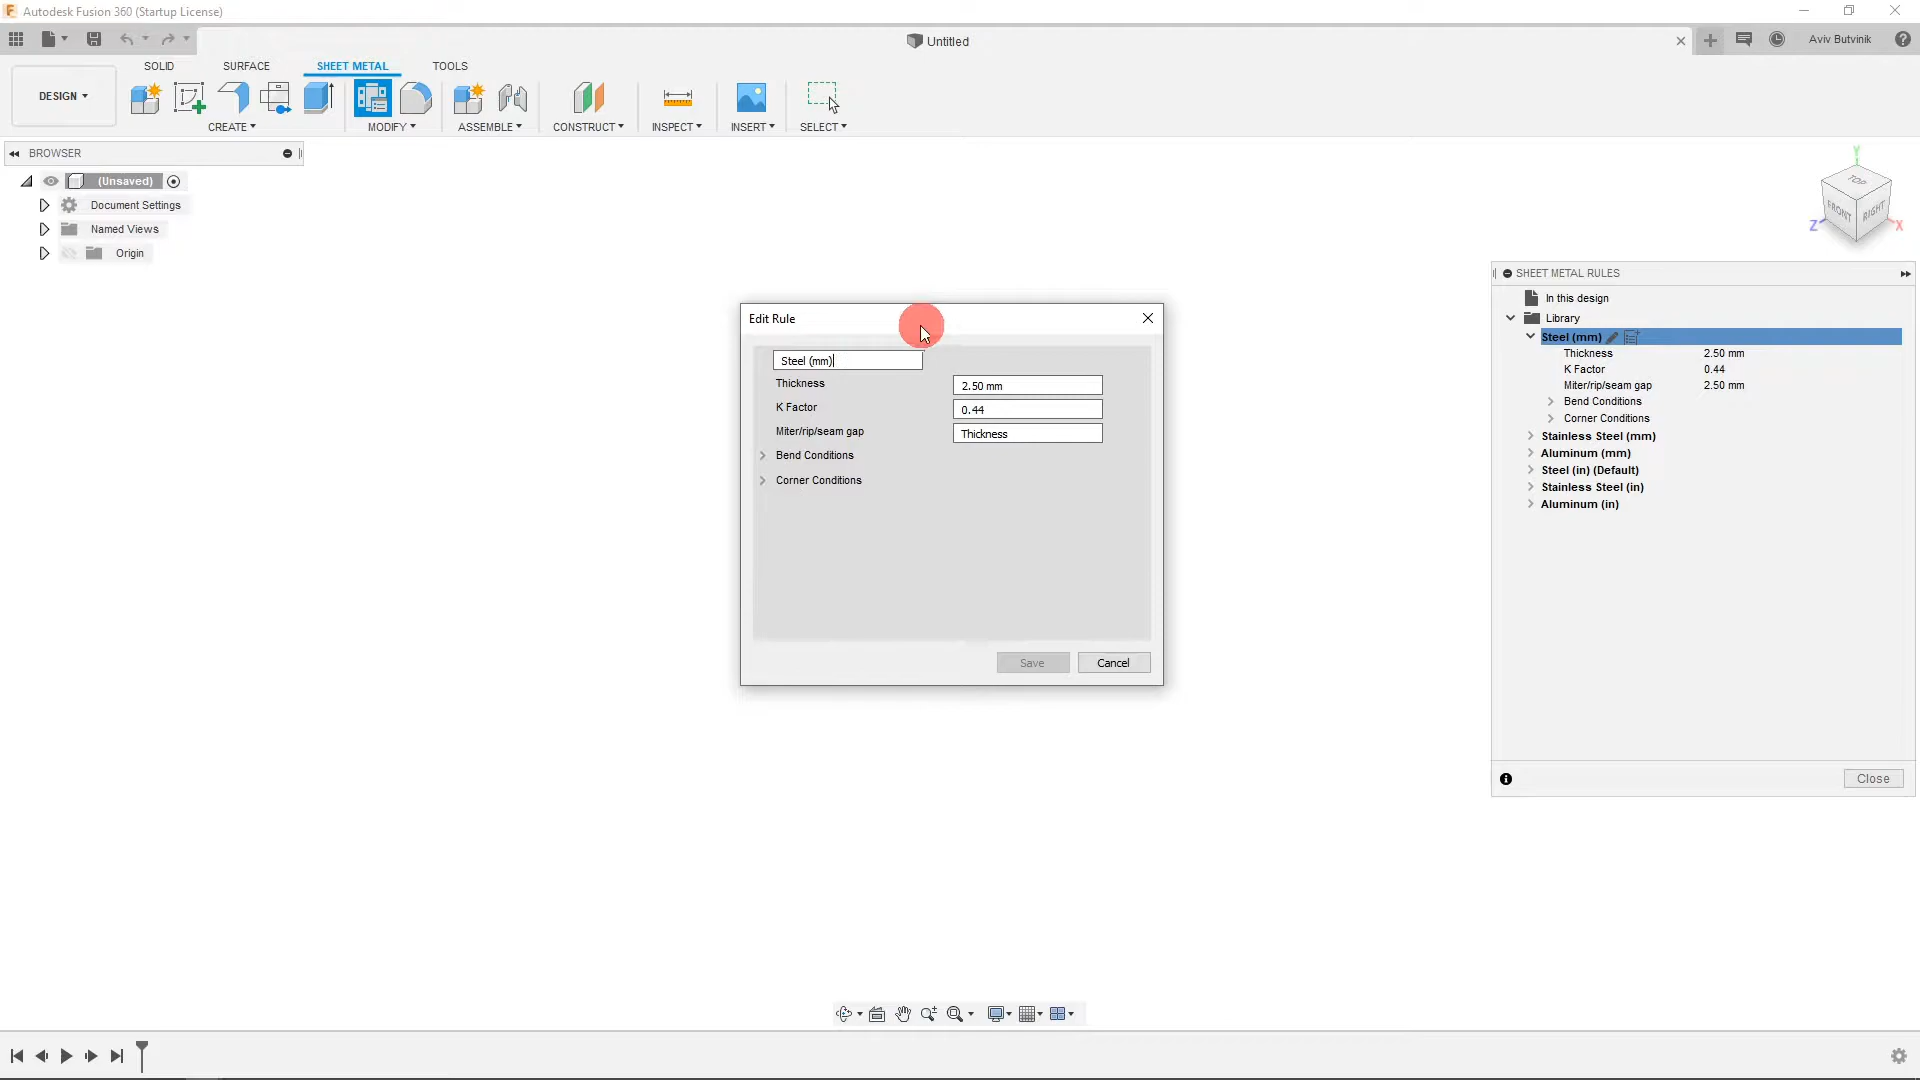 Autodesk Fusion 360 (Startup License)
Untitled
Aviv Butvinik
DESIGN
SOLID
SURFACE
SHEET METAL
TOOLS
CREATE
MODIFY
ASSEMBLE
CONSTRUCT
INSPECT
INSERT
SELECT
BROWSER
(Unsaved)
Document Settings
Named Views
Origin
TOP
FRONT
RIGHT
Y
Z
X
Edit Rule
Steel (mm)
Thickness
2.50 mm
K Factor
0.44
Miter/rip/seam gap
Thickness
Bend Conditions
Corner Conditions
Save
Cancel
SHEET METAL RULES
In this design
Library
Steel (mm)
Thickness 2.50 mm
K Factor 0.44
Miter/rip/seam gap 2.50 mm
Bend Conditions
Corner Conditions
Stainless Steel (mm)
Aluminum (mm)
Steel (in) (Default)
Stainless Steel (in)
Aluminum (in)
Close